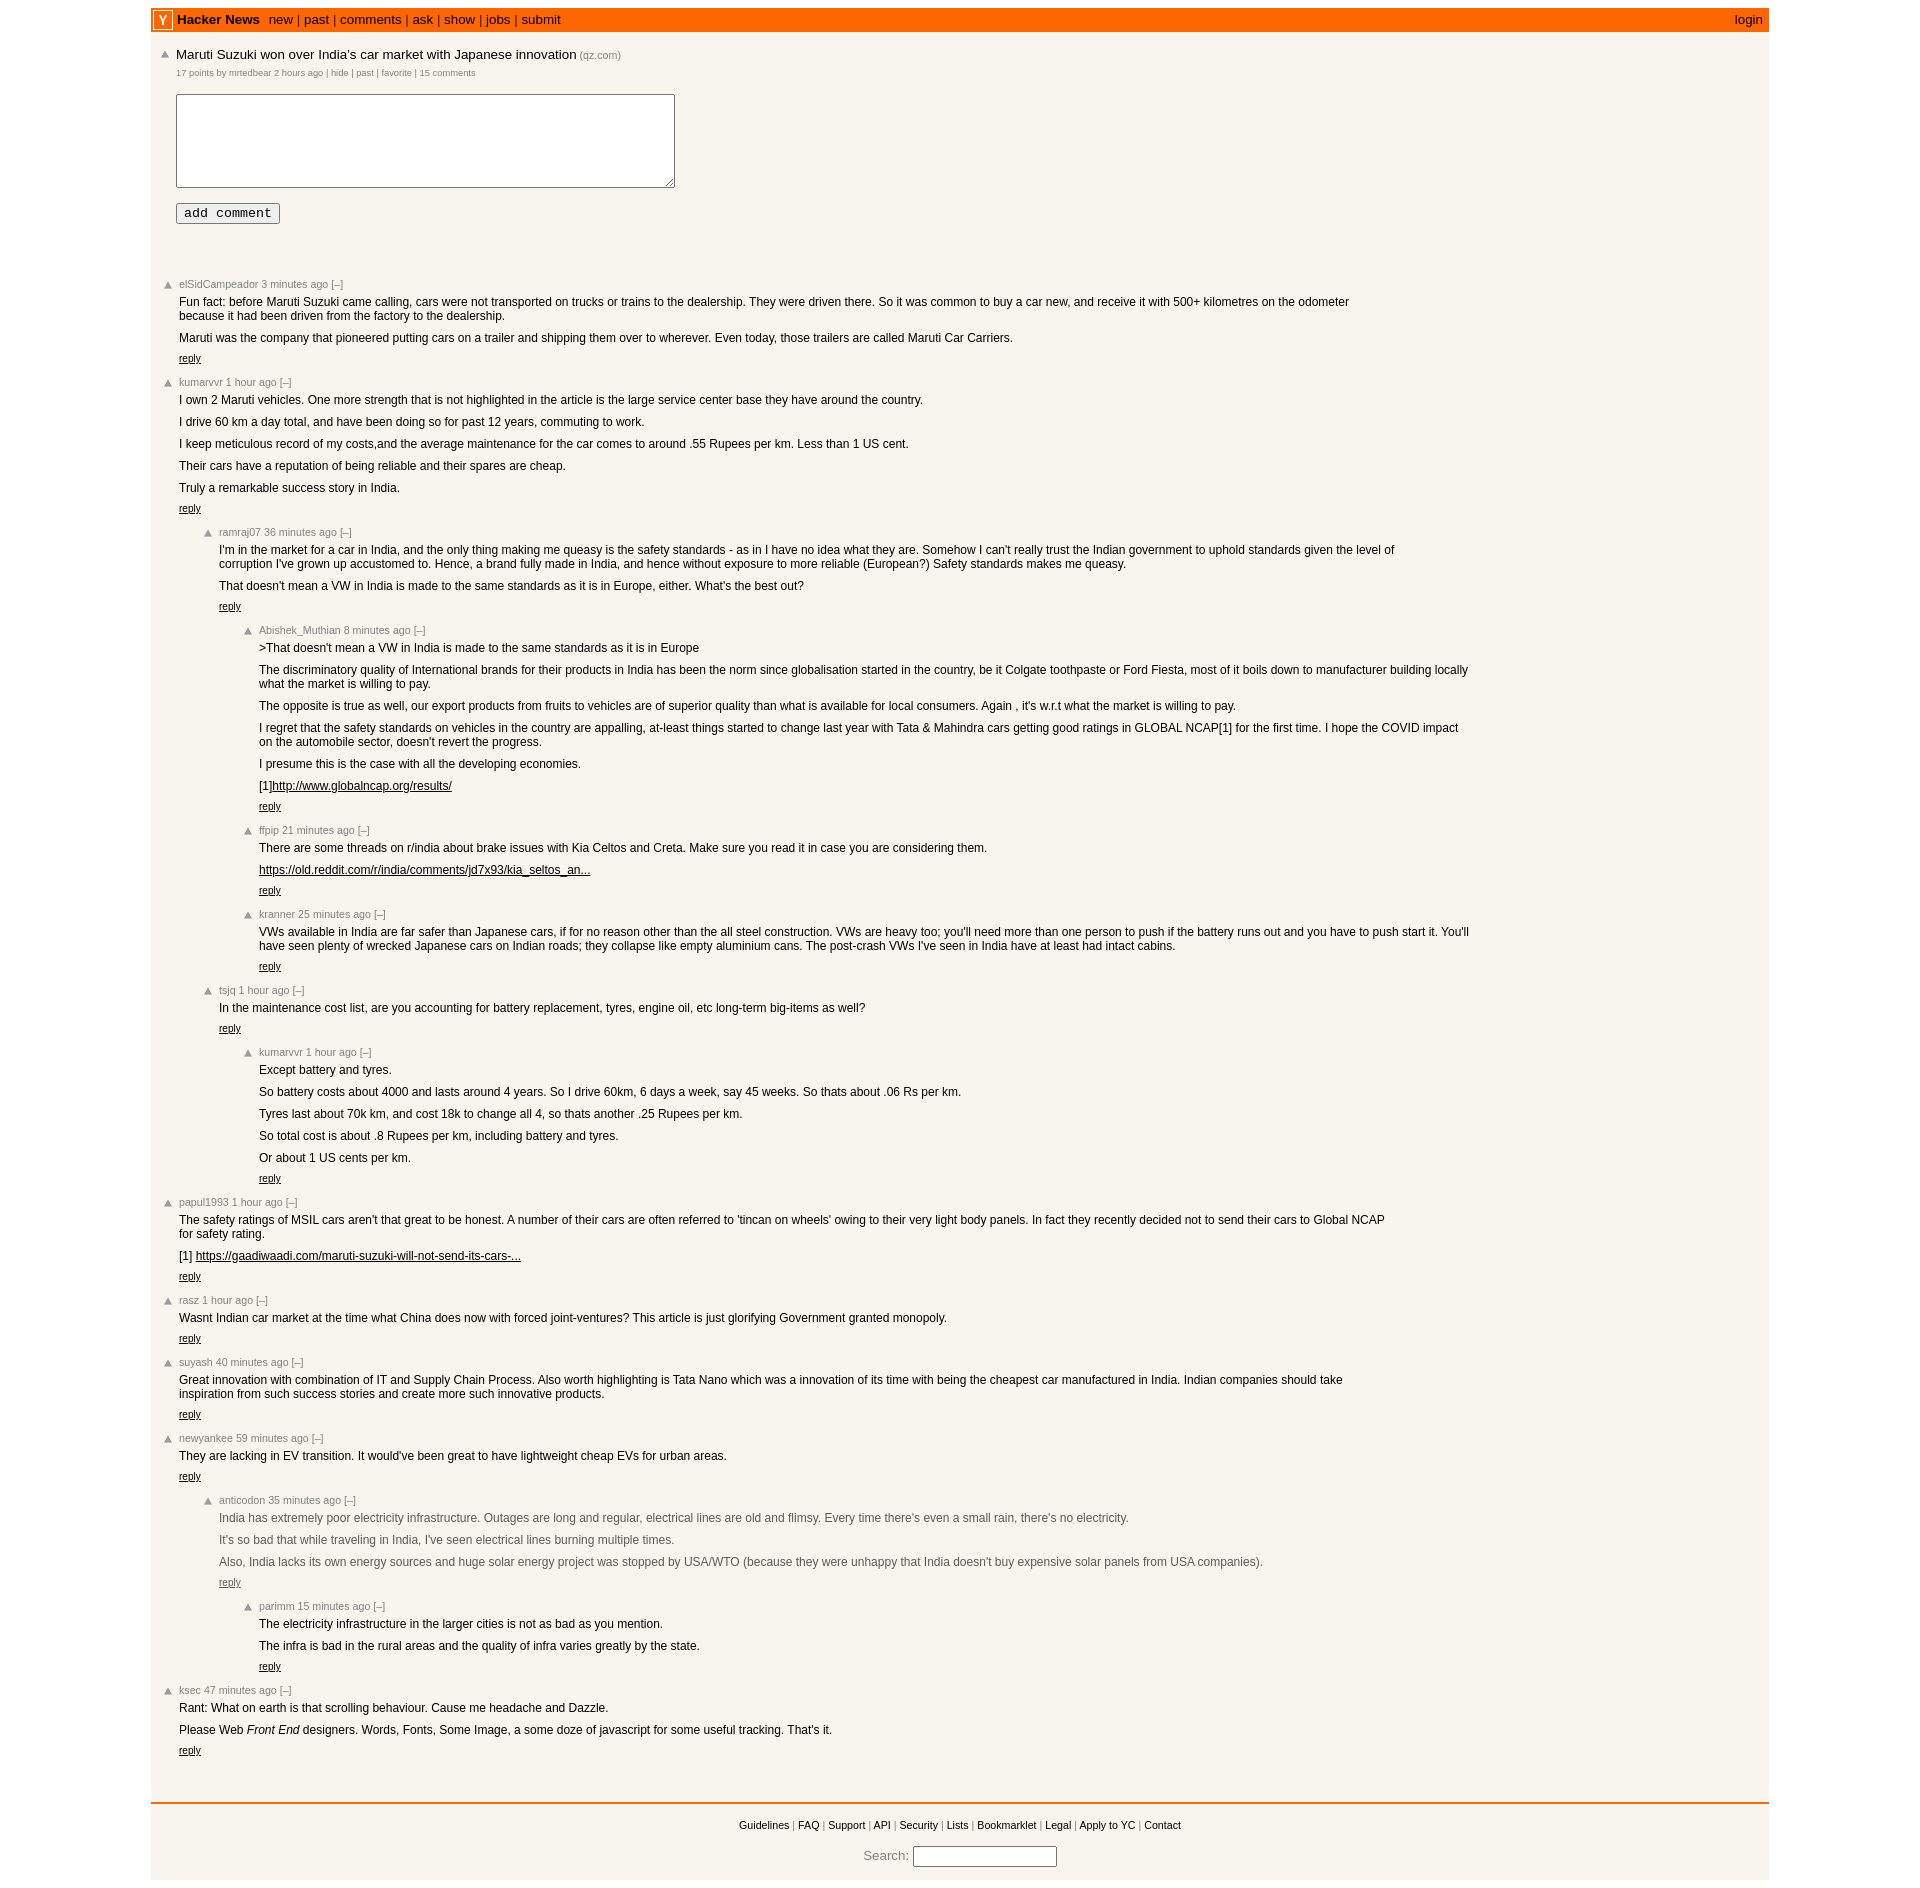 Y Hacker News new | past | comments | ask | show | jobs | submit login
Maruti Suzuki won over India's car market with Japanese innovation (qz.com)
17 points by mrtedbear 2 hours ago | hide | past | favorite | 15 comments
add comment
elSidCampeador 3 minutes ago [–]
Fun fact: before Maruti Suzuki came calling, cars were not transported on trucks or trains to the dealership. They were driven there. So it was common to buy a car new, and receive it with 500+ kilometres on the odometer
because it had been driven from the factory to the dealership.
Maruti was the company that pioneered putting cars on a trailer and shipping them over to wherever. Even today, those trailers are called Maruti Car Carriers.
reply
kumarvvr 1 hour ago [–]
I own 2 Maruti vehicles. One more strength that is not highlighted in the article is the large service center base they have around the country.
I drive 60 km a day total, and have been doing so for past 12 years, commuting to work.
I keep meticulous record of my costs,and the average maintenance for the car comes to around .55 Rupees per km. Less than 1 US cent.
Their cars have a reputation of being reliable and their spares are cheap.
Truly a remarkable success story in India.
reply
ramraj07 36 minutes ago [–]
I'm in the market for a car in India, and the only thing making me queasy is the safety standards - as in I have no idea what they are. Somehow I can't really trust the Indian government to uphold standards given the level of
corruption I've grown up accustomed to. Hence, a brand fully made in India, and hence without exposure to more reliable (European?) Safety standards makes me queasy.
That doesn't mean a VW in India is made to the same standards as it is in Europe, either. What's the best out?
reply
Abishek_Muthian 8 minutes ago [–]
>That doesn't mean a VW in India is made to the same standards as it is in Europe
The discriminatory quality of International brands for their products in India has been the norm since globalisation started in the country, be it Colgate toothpaste or Ford Fiesta, most of it boils down to manufacturer building locally
what the market is willing to pay.
The opposite is true as well, our export products from fruits to vehicles are of superior quality than what is available for local consumers. Again , it's w.r.t what the market is willing to pay.
I regret that the safety standards on vehicles in the country are appalling, at-least things started to change last year with Tata & Mahindra cars getting good ratings in GLOBAL NCAP[1] for the first time. I hope the COVID impact
on the automobile sector, doesn't revert the progress.
I presume this is the case with all the developing economies.
[1]http://www.globalncap.org/results/
reply
ffpip 21 minutes ago [–]
There are some threads on r/india about brake issues with Kia Celtos and Creta. Make sure you read it in case you are considering them.
https://old.reddit.com/r/india/comments/jd7x93/kia_seltos_an...
reply
kranner 25 minutes ago [–]
VWs available in India are far safer than Japanese cars, if for no reason other than the all steel construction. VWs are heavy too; you'll need more than one person to push if the battery runs out and you have to push start it. You'll
have seen plenty of wrecked Japanese cars on Indian roads; they collapse like empty aluminium cans. The post-crash VWs I've seen in India have at least had intact cabins.
reply
tsjq 1 hour ago [–]
In the maintenance cost list, are you accounting for battery replacement, tyres, engine oil, etc long-term big-items as well?
reply
kumarvvr 1 hour ago [–]
Except battery and tyres.
So battery costs about 4000 and lasts around 4 years. So I drive 60km, 6 days a week, say 45 weeks. So thats about .06 Rs per km.
Tyres last about 70k km, and cost 18k to change all 4, so thats another .25 Rupees per km.
So total cost is about .8 Rupees per km, including battery and tyres.
Or about 1 US cents per km.
reply
papul1993 1 hour ago [–]
The safety ratings of MSIL cars aren't that great to be honest. A number of their cars are often referred to 'tincan on wheels' owing to their very light body panels. In fact they recently decided not to send their cars to Global NCAP
for safety rating.
[1] https://gaadiwaadi.com/maruti-suzuki-will-not-send-its-cars-...
reply
rasz 1 hour ago [–]
Wasnt Indian car market at the time what China does now with forced joint-ventures? This article is just glorifying Government granted monopoly.
reply
suyash 40 minutes ago [–]
Great innovation with combination of IT and Supply Chain Process. Also worth highlighting is Tata Nano which was a innovation of its time with being the cheapest car manufactured in India. Indian companies should take
inspiration from such success stories and create more such innovative products.
reply
newyankee 59 minutes ago [–]
They are lacking in EV transition. It would've been great to have lightweight cheap EVs for urban areas.
reply
anticodon 35 minutes ago [–]
India has extremely poor electricity infrastructure. Outages are long and regular, electrical lines are old and flimsy. Every time there's even a small rain, there's no electricity.
It's so bad that while traveling in India, I've seen electrical lines burning multiple times.
Also, India lacks its own energy sources and huge solar energy project was stopped by USA/WTO (because they were unhappy that India doesn't buy expensive solar panels from USA companies).
reply
parimm 15 minutes ago [–]
The electricity infrastructure in the larger cities is not as bad as you mention.
The infra is bad in the rural areas and the quality of infra varies greatly by the state.
reply
ksec 47 minutes ago [–]
Rant: What on earth is that scrolling behaviour. Cause me headache and Dazzle.
Please Web Front End designers. Words, Fonts, Some Image, a some doze of javascript for some useful tracking. That's it.
reply
Guidelines | FAQ | Support | API | Security | Lists | Bookmarklet | Legal | Apply to YC | Contact
Search: